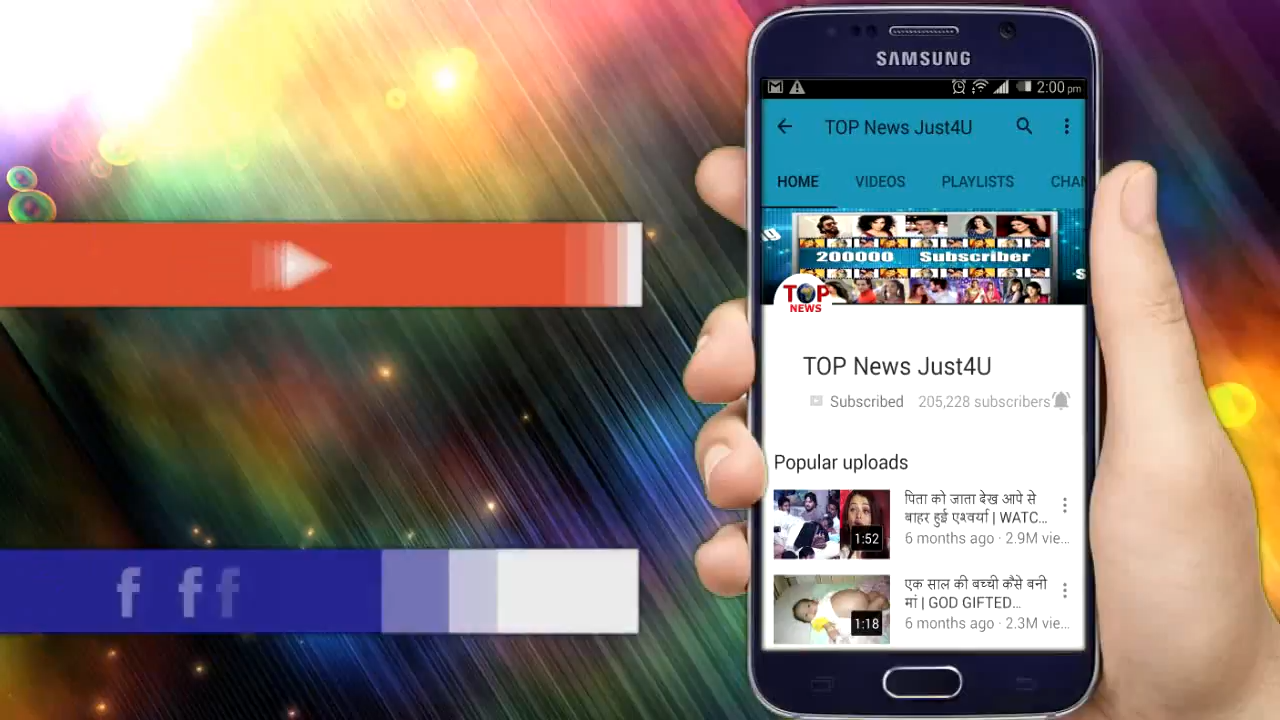 SAMSUNG
2:00 pm
TOP News Just4U
HOME VIDEOS PLAYLISTS CHAN
200000 Subscriber
TOP
NEWS
TOP News Just4U
Subscribed 205,228 subscribers
Popular uploads
पिता को जाता देख आपे से
बाहर हुई एश्वर्या | WATC...
6 months ago · 2.9M vie...
1:52
एक साल की बच्ची कैसे बनी
मां | GOD GIFTED...
6 months ago · 2.3M vie...
1:18
f f f